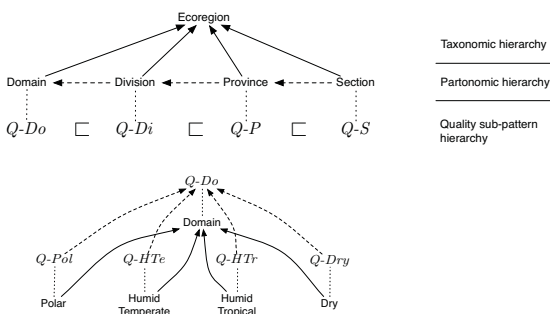 Ecoregion
Taxonomic hierarchy
Domain Division Province Section
Partonomic hierarchy
Q-Do ⊏ Q-Di ⊏ Q-P ⊏ Q-S
Quality sub-pattern
hierarchy
Q-Do
Domain
Q-Pol Q-HTe Q-HTr Q-Dry
Polar Humid Humid Dry
Temperate Tropical